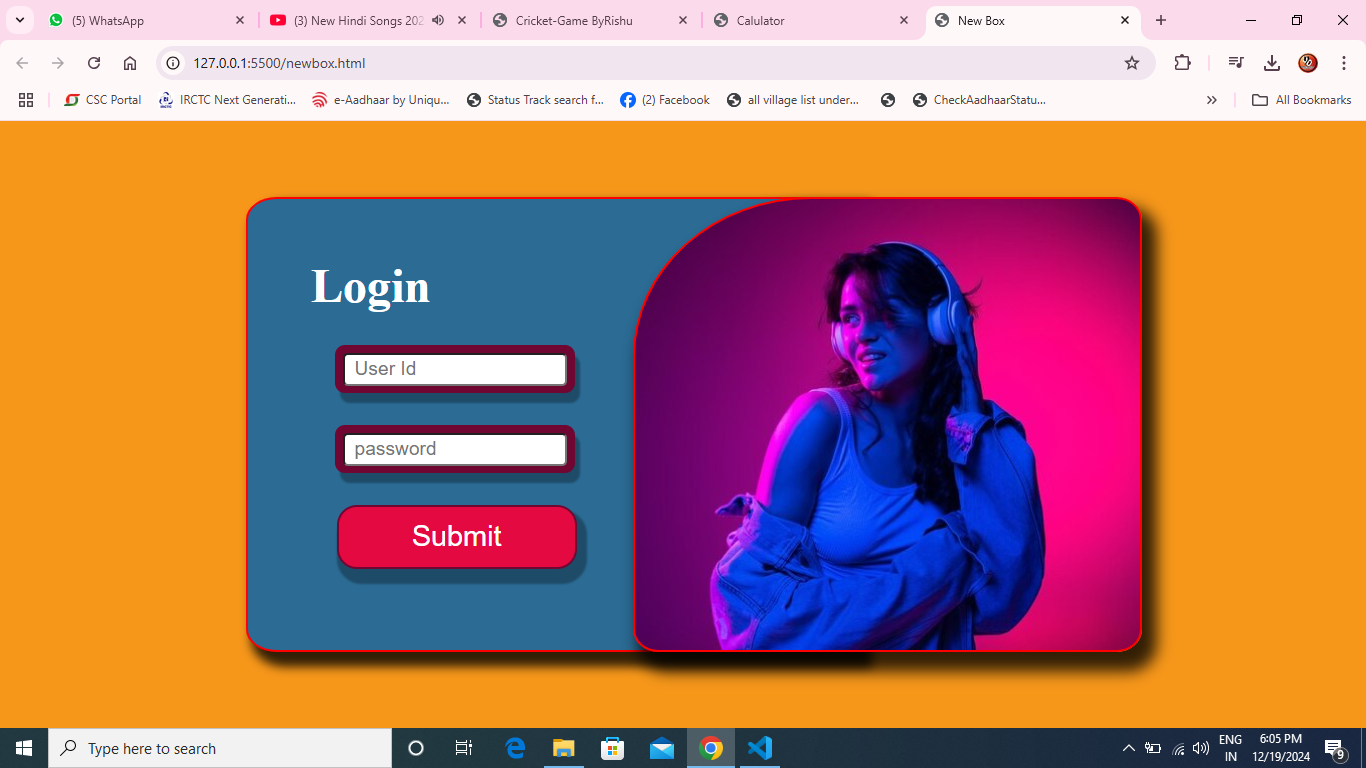 (5) WhatsApp
(3) New Hindi Songs 202
Cricket-Game ByRishu
Calulator
New Box
127.0.0.1:5500/newbox.html
CSC Portal
IRCTC Next Generati...
e-Aadhaar by Uniqu...
Status Track search f...
(2) Facebook
all village list under...
CheckAadhaarStatu...
All Bookmarks
Login
User Id
password
Submit
Type here to search
ENG
IN
6:05 PM
12/19/2024
9